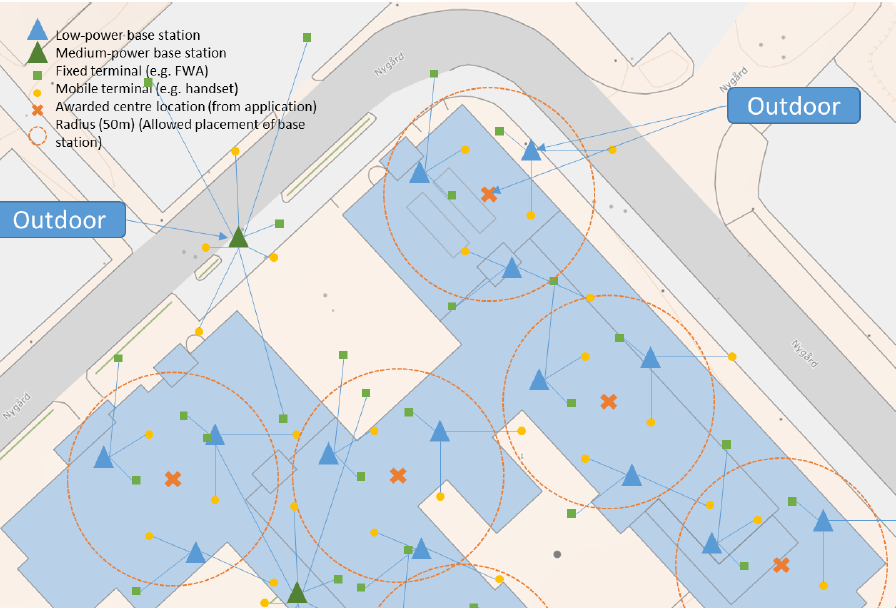 Low-power base station
Medium-power base station
Fixed terminal (e.g. FWA)
Mobile terminal (e.g. handset)
Awarded centre location (from application)
Radius (50m) (Allowed placement of base
station)
Nygård
Nygård
Outdoor
Outdoor
Nygård
Nygård